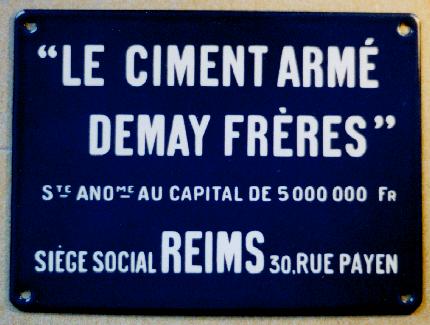 “LE CIMENT ARMÉ
DEMAY FRÈRES”
STE ANOME AU CAPITAL DE 5 000 000 FR
SIÈGE SOCIAL REIMS 30, RUE PAYEN